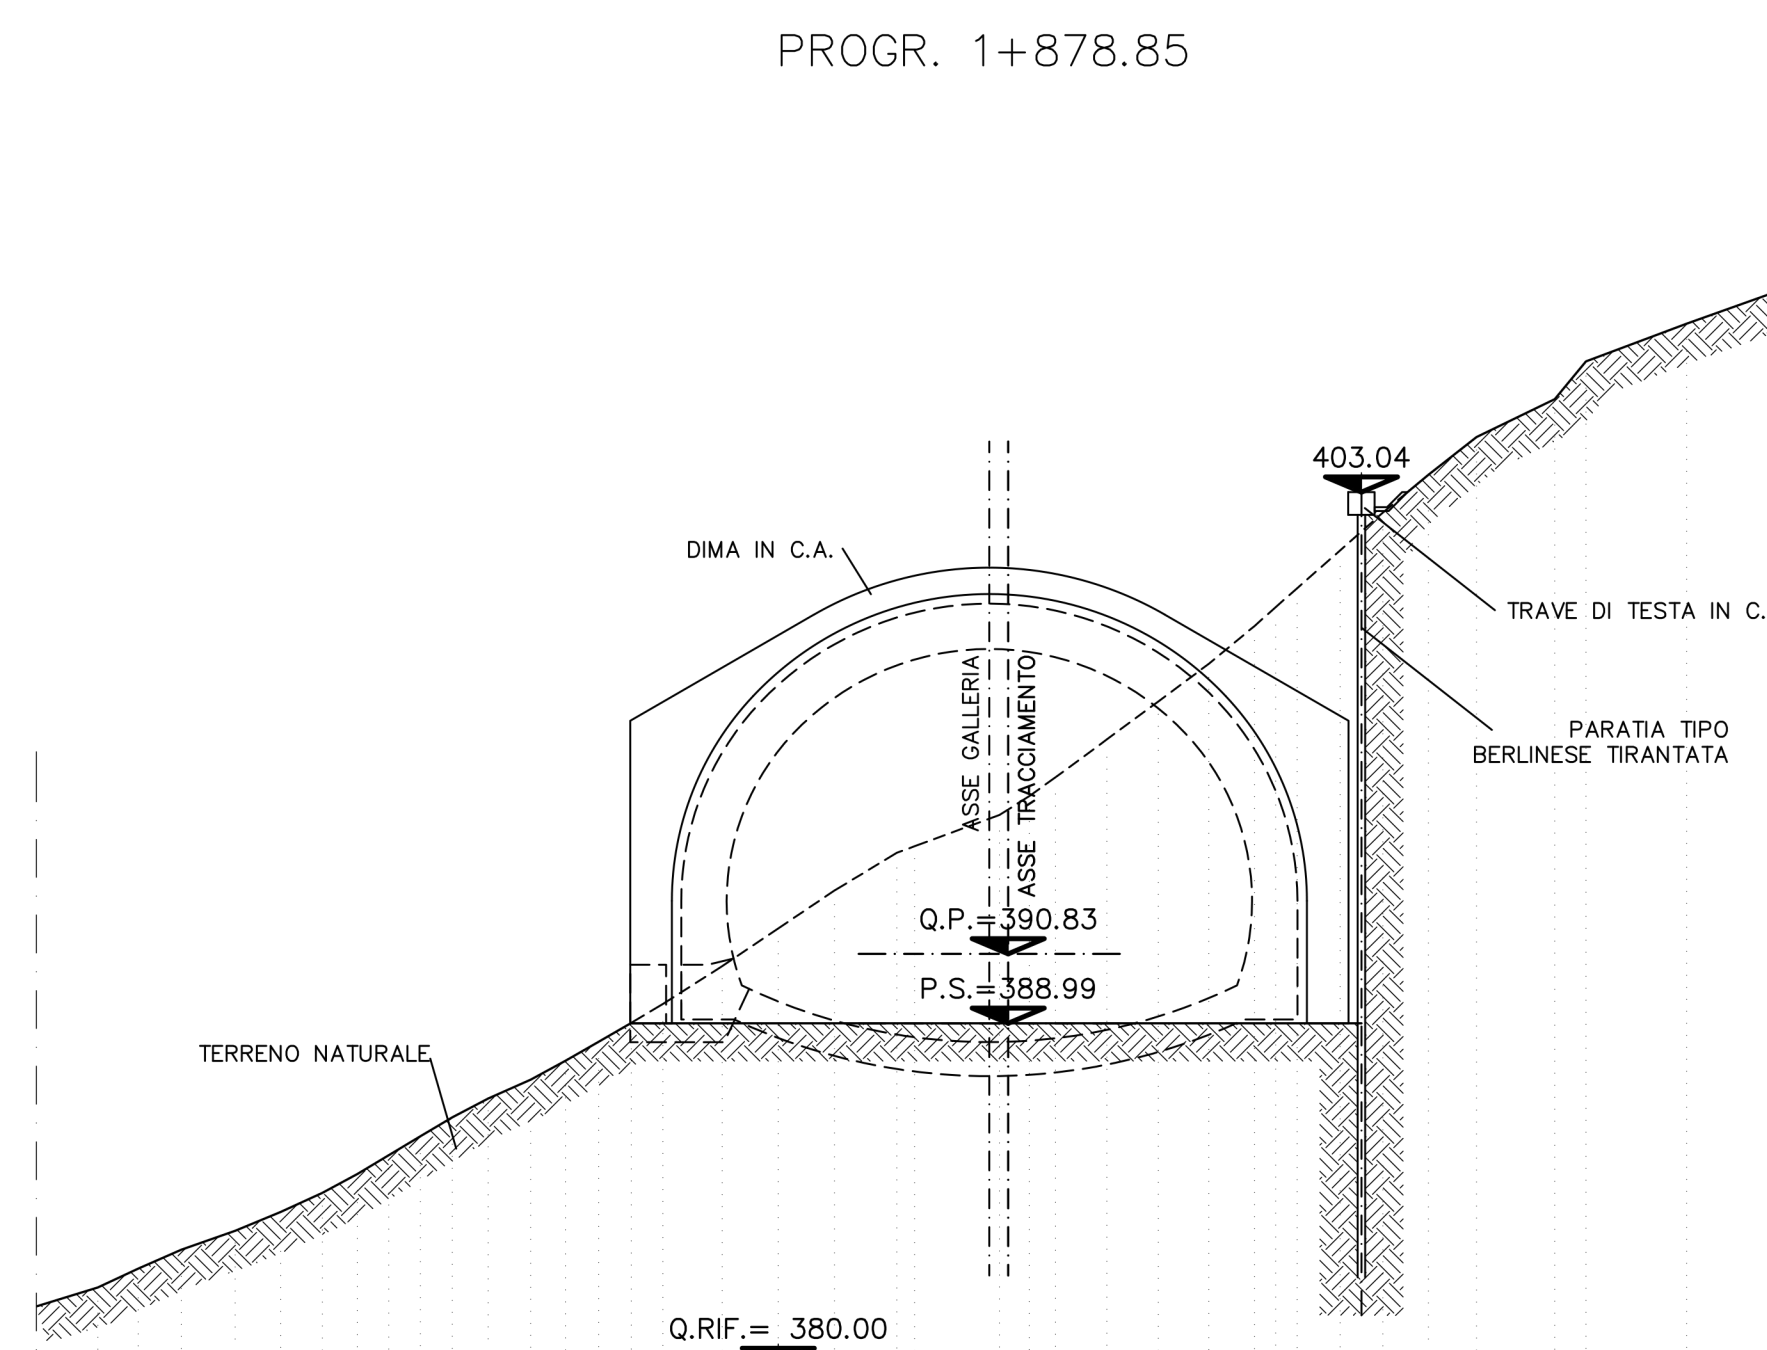 PROGR. 1+878.85
403.04
DIMA IN C.A.
TRAVE DI TESTA IN C.
ASSE GALLERIA
ASSE TRACCIAMENTO
PARATIA TIPO
BERLINESE TIRANTATA
Q.P.=390.83
P.S.=388.99
TERRENO NATURALE
Q.RIF.= 380.00